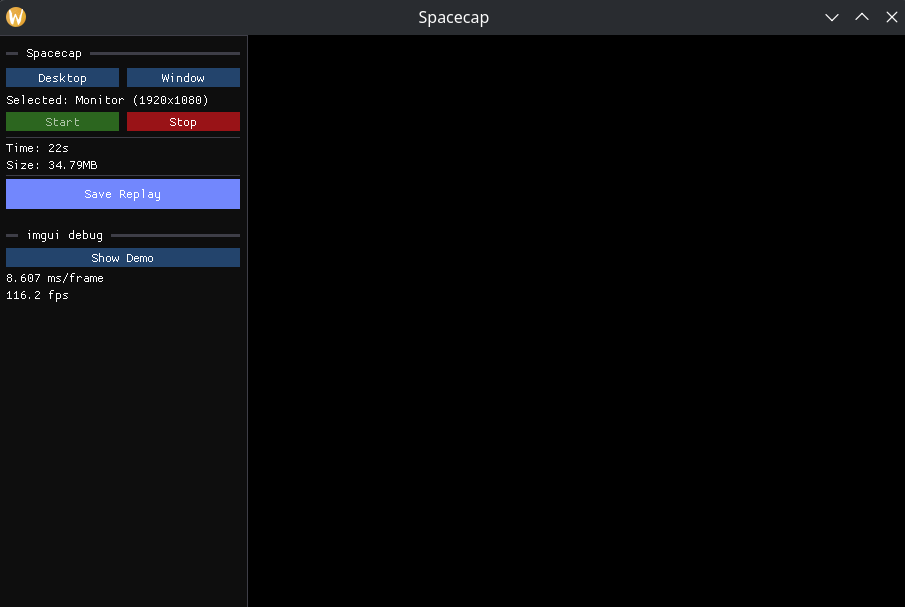 W
Spacecap
Spacecap
Desktop Window
Selected: Monitor (1920x1080)
Start Stop
Time: 22s
Size: 34.79MB
Save Replay
imgui debug
Show Demo
8.607 ms/frame
116.2 fps